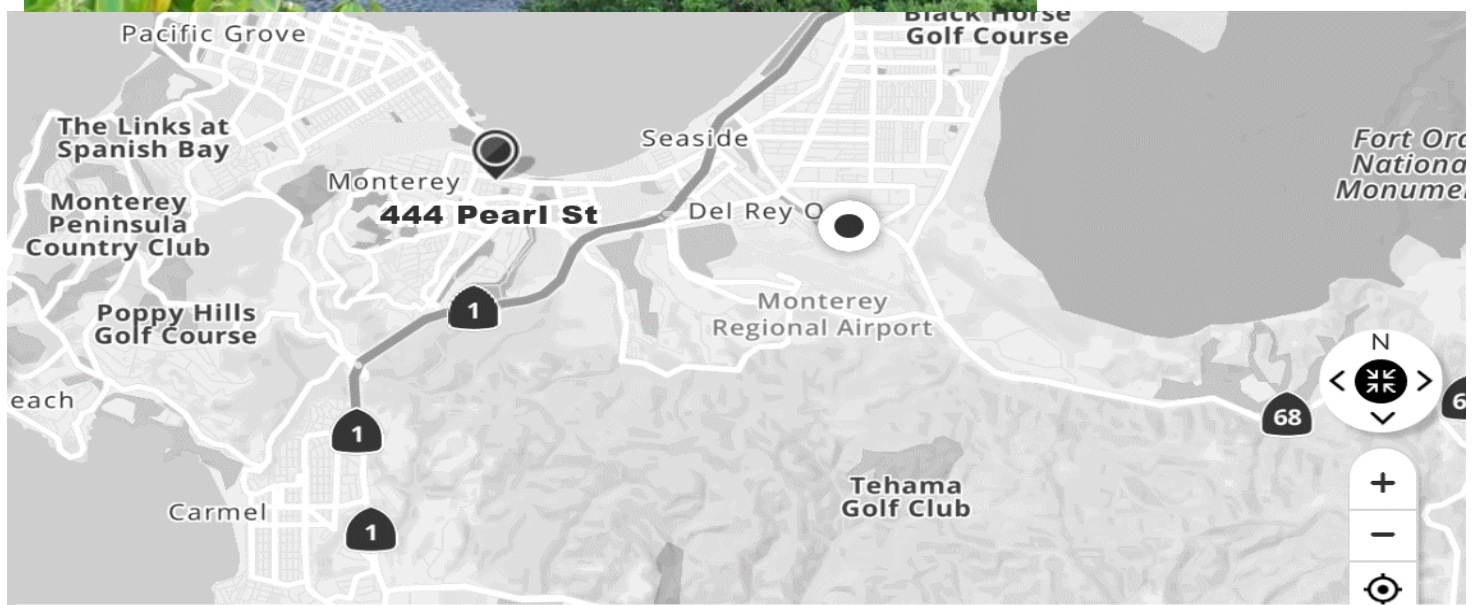 Black Horse
Golf Course
Pacific Grove
The Links at
Spanish Bay
Seaside
Fort Ord
Nationa
Monumen
Monterey
Monterey
Peninsula
Country Club
444 Pearl St
Del Rey O
Monterey
Regional Airport
1
Poppy Hills
Golf Course
N
each
68
6
1
Tehama
Golf Club
Carmel
1